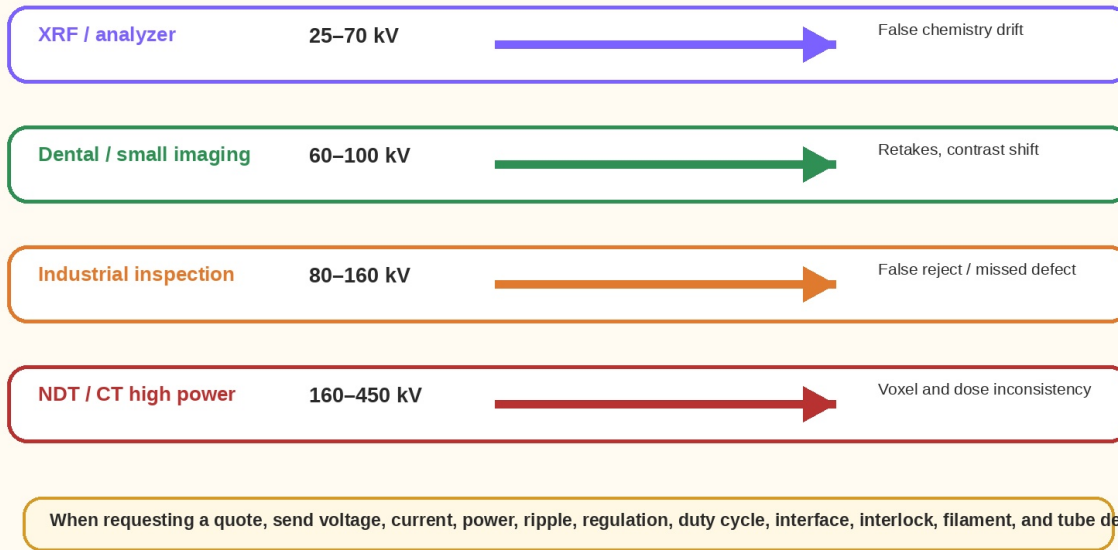 XRF / analyzer 25–70 kV False chemistry drift
Dental / small imaging 60–100 kV Retakes, contrast shift
Industrial inspection 80–160 kV False reject / missed defect
NDT / CT high power 160–450 kV Voxel and dose inconsistency
When requesting a quote, send voltage, current, power, ripple, regulation, duty cycle, interface, interlock, filament, and tube